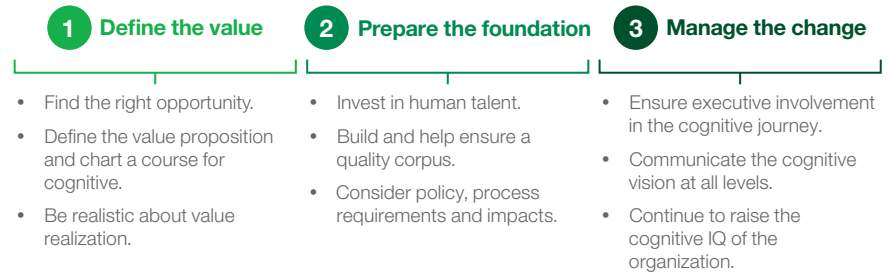 1 Define the value
• Find the right opportunity.
• Define the value proposition
and chart a course for
cognitive.
• Be realistic about value
realization.
2 Prepare the foundation
• Invest in human talent.
• Build and help ensure a
quality corpus.
• Consider policy, process
requirements and impacts.
3 Manage the change
• Ensure executive involvement
in the cognitive journey.
• Communicate the cognitive
vision at all levels.
• Continue to raise the
cognitive IQ of the
organization.